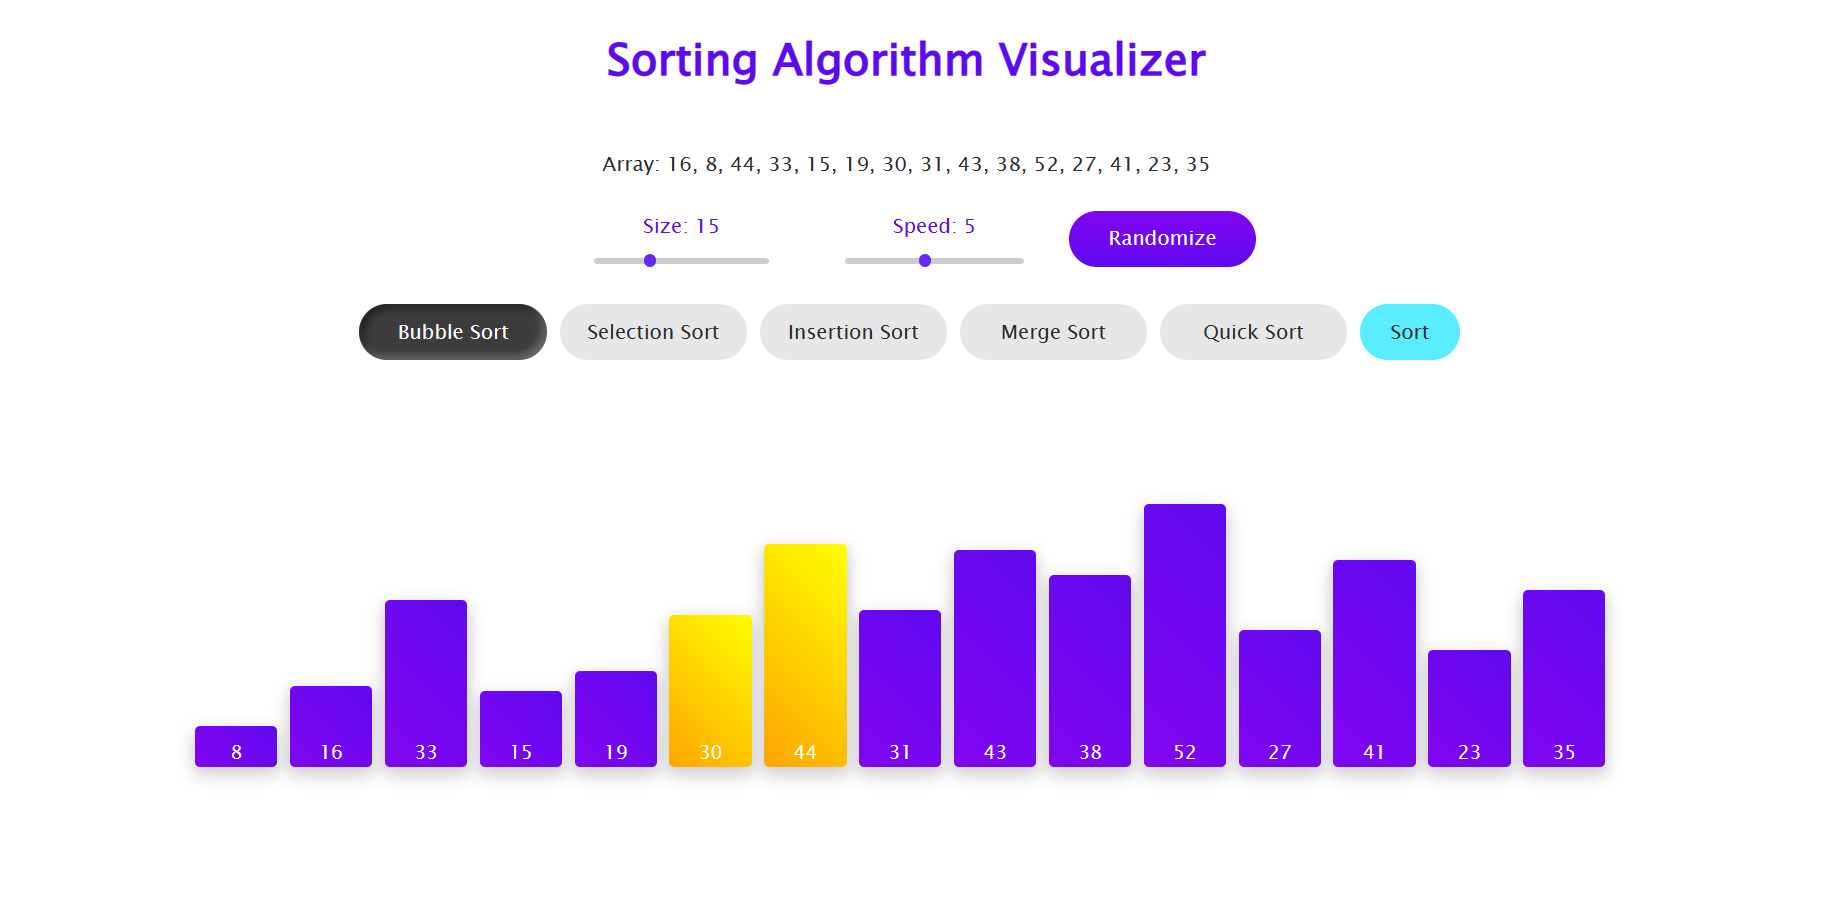 Sorting Algorithm Visualizer
Array: 16, 8, 44, 33, 15, 19, 30, 31, 43, 38, 52, 27, 41, 23, 35
Size: 15 Speed: 5 Randomize
Bubble Sort Selection Sort Insertion Sort Merge Sort Quick Sort Sort
8 16 33 15 19 30 44 31 43 38 52 27 41 23 35